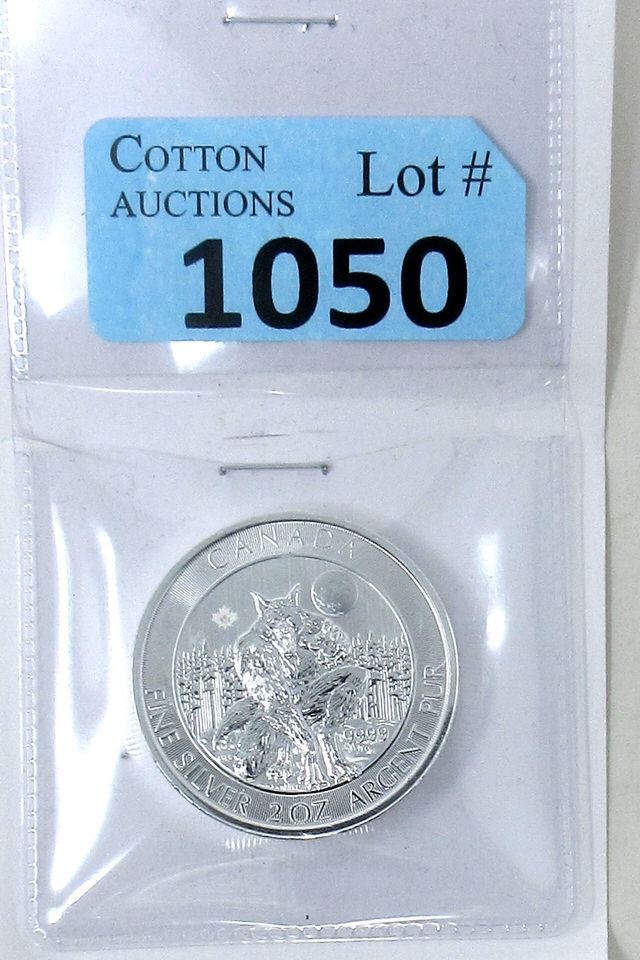 COTTON
AUCTIONS
Lot #
1050
CANADA
9999
FINE SILVER 2 OZ ARGENT PUR